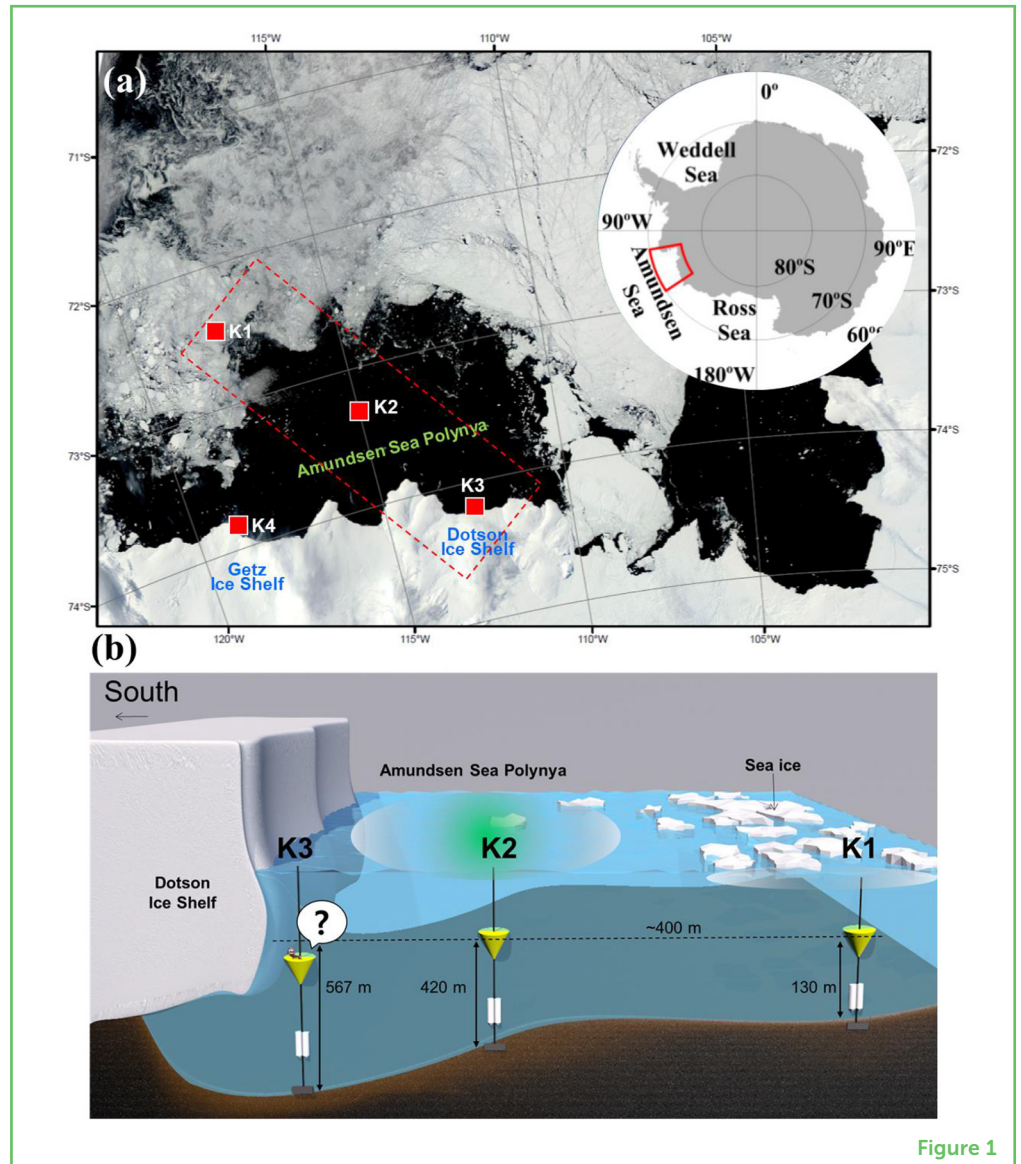 115°W
110°W
105°W
(a)
0°
Weddell
Sea
71°S
72°S
90°W
90°E
80°S
Amundsen
Sea
72°S
73°S
Ross
Sea
70°S
K1
60°
180°W
K2
Amundsen Sea Polynya
74°S
73°S
K3
K4
Dotson
Ice Shelf
Getz
Ice Shelf
75°S
74°S
120°W
115°W
110°W
105°W
(b)
South
Amundsen Sea Polynya
Sea ice
K3
K2
K1
Dotson
Ice Shelf
?
~400 m
567 m
420 m
130 m
Figure 1